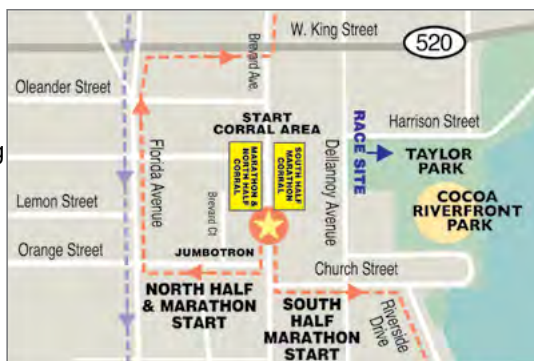 W. King Street
520
Brevard Ave.
Oleander Street
START
CORRAL AREA
Harrison Street
g
Florida Avenue
MARATHON &
NORTH HALF
CORRAL
SOUTH HALF
MARATHON
CORRAL
Dellannoy Avenue
RACE SITE
TAYLOR
PARK
Lemon Street
Brevard Ct
COCOA
RIVERFRONT
PARK
Orange Street
JUMBOTRON
Church Street
NORTH HALF
& MARATHON
START
SOUTH
HALF
MARATHON
START
Riverside
Drive